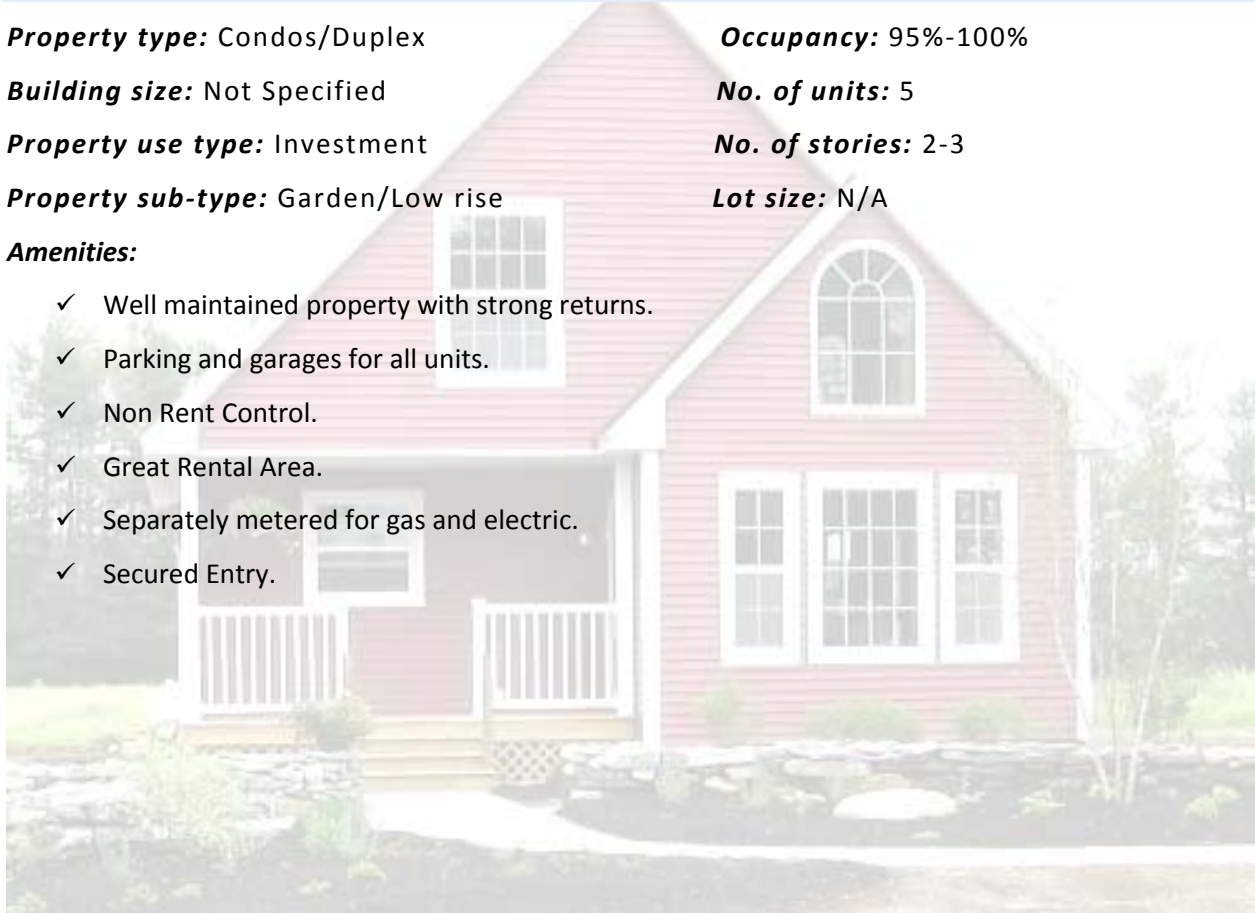 Property type: Condos/Duplex Occupancy: 95%-100%
Building size: Not Specified No. of units: 5
Property use type: Investment No. of stories: 2-3
Property sub-type: Garden/Low rise Lot size: N/A
Amenities:
✓ Well maintained property with strong returns.
✓ Parking and garages for all units.
✓ Non Rent Control.
✓ Great Rental Area.
✓ Separately metered for gas and electric.
✓ Secured Entry.